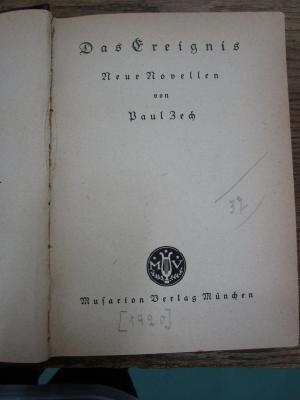 Das Ereignis
Neue Novellen
von
Paul Zech
32
M V
Musarion Verlag München
[1920]